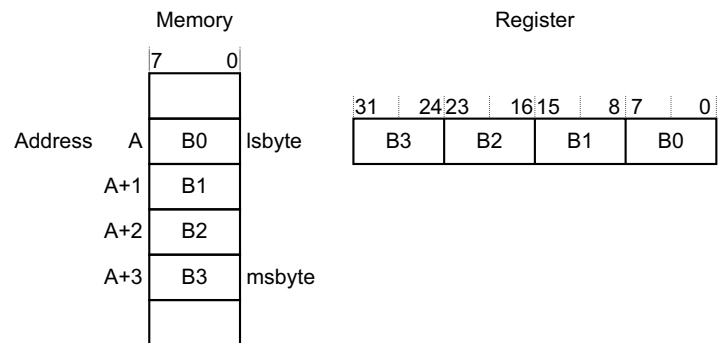 Memory
Register
7 0
31 24 23 16 15 8 7 0
Address A B0 lsbyte
B3 B2 B1 B0
A+1 B1
A+2 B2
A+3 B3 msbyte